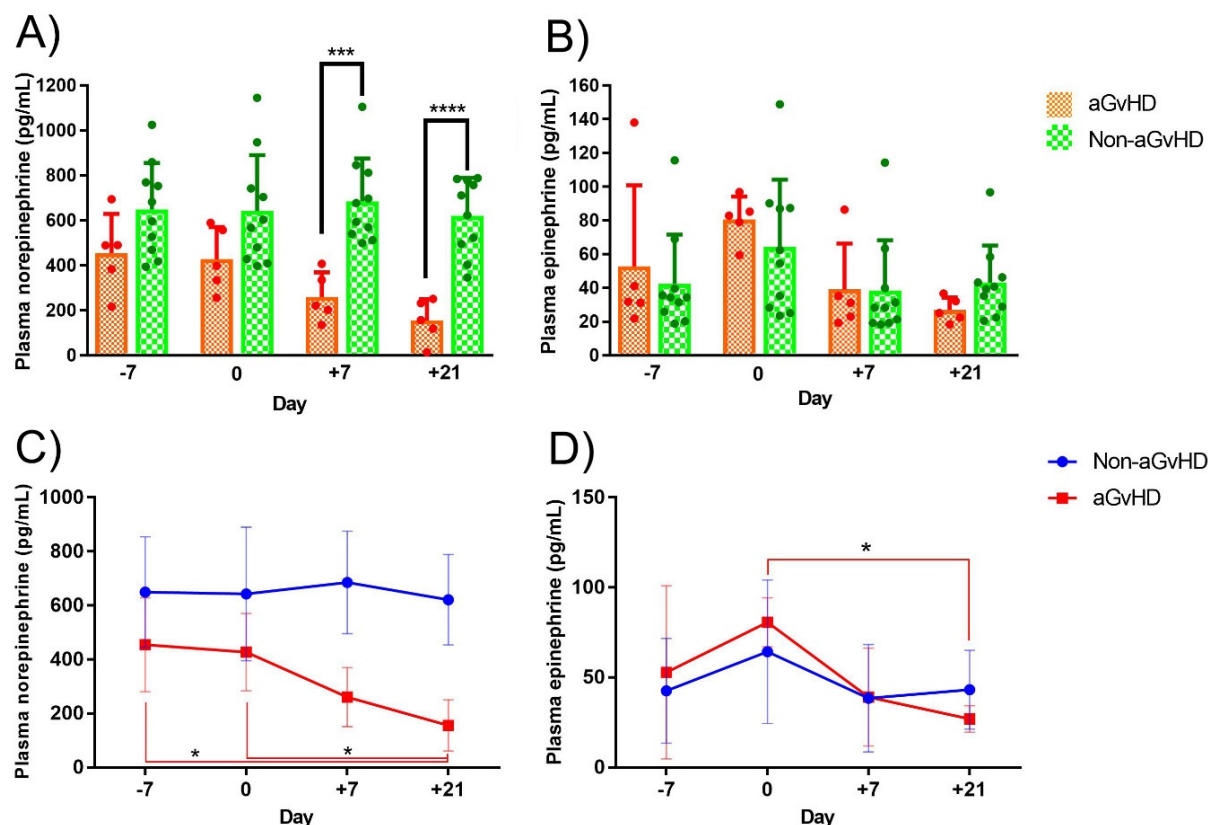 A)
Plasma norepinephrine (pg/mL)
1200
1000
800
600
400
200
0
***
****
-7 0 +7 +21
Day
B)
Plasma epinephrine (pg/mL)
160
140
120
100
80
60
40
20
0
-7 0 +7 +21
Day
aGvHD
Non-aGvHD
C)
Plasma norepinephrine (pg/mL)
1000
800
600
400
200
0
* *
-7 0 +7 +21
Day
D)
Plasma epinephrine (pg/mL)
150
100
50
0
*
-7 0 +7 +21
Day
Non-aGvHD
aGvHD